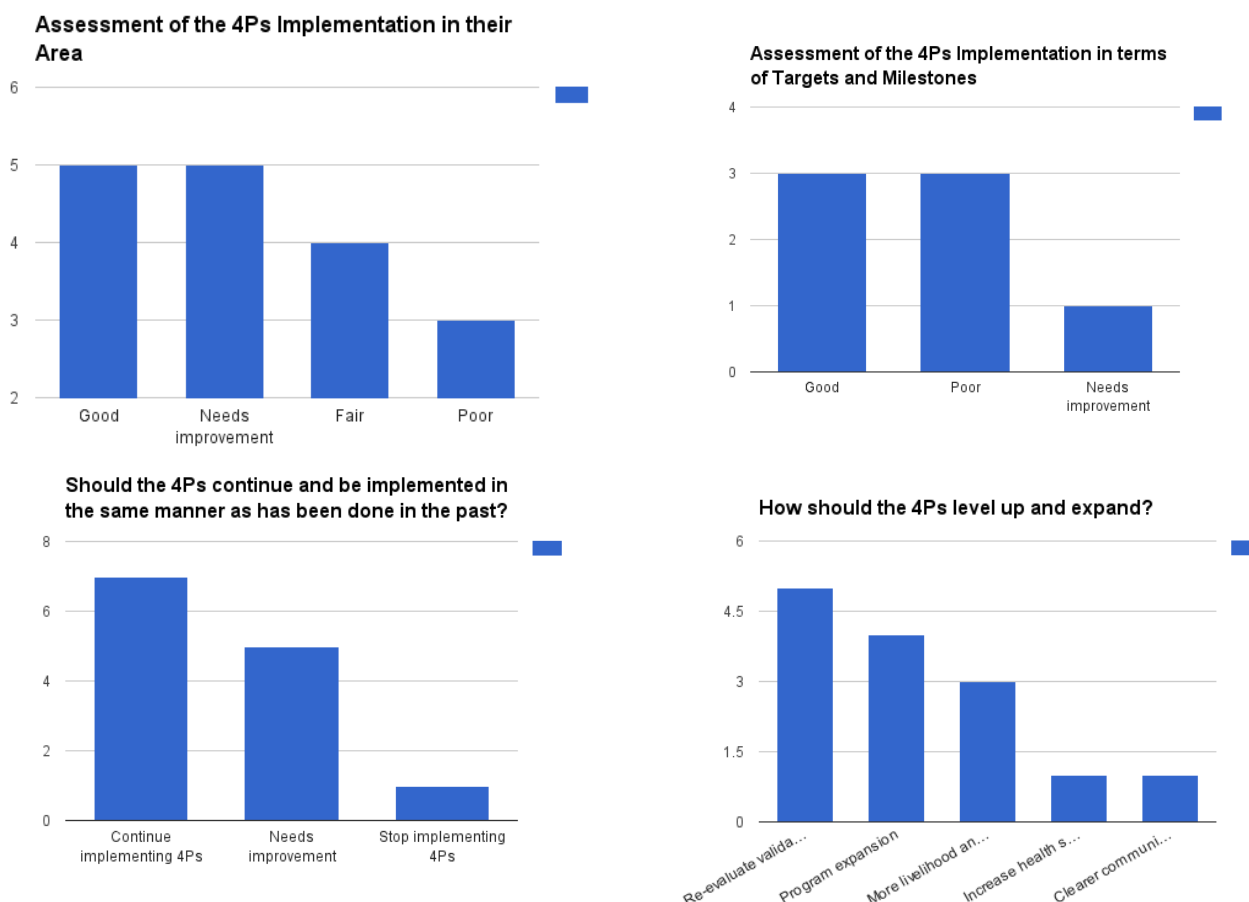 Assessment of the 4Ps Implementation in their
Area
6
5
4
3
2
Good
Needs
improvement
Fair
Poor
Assessment of the 4Ps Implementation in terms
of Targets and Milestones
4
3
2
1
0
Good
Poor
Needs
improvement
Should the 4Ps continue and be implemented in
the same manner as has been done in the past?
8
6
4
2
0
Continue
implementing 4Ps
Needs
improvement
Stop implementing
4Ps
How should the 4Ps level up and expand?
6
4.5
3
1.5
0
Re-evaluate valida...
Program expansion
More livelihood an...
Increase health s...
Clearer communi...